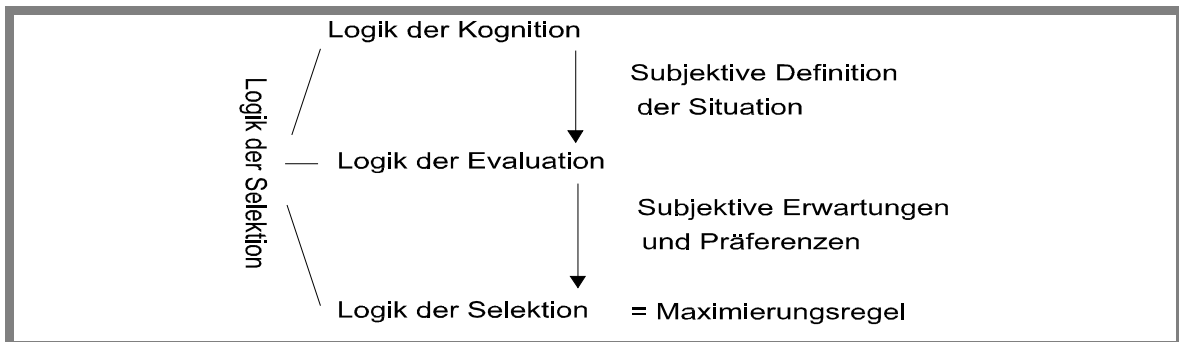 Logik der Kognition
Subjektive Definition
der Situation
Logik der Selektion
Logik der Evaluation
Subjektive Erwartungen
und Präferenzen
Logik der Selektion = Maximierungsregel